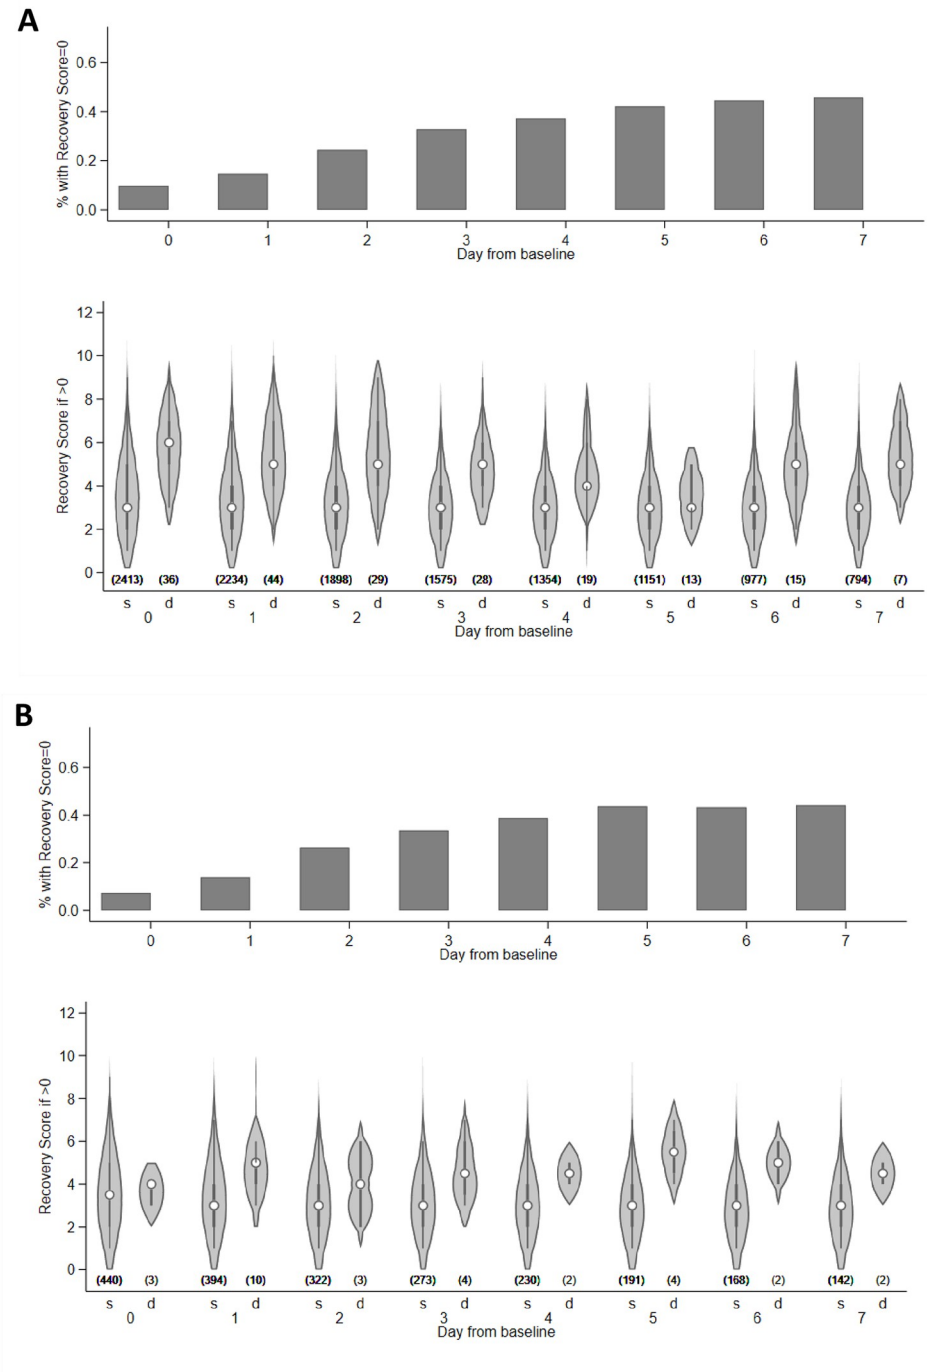 A
% with Recovery Score=0
0.6
0.4
0.2
0.0
0 1 2 3 4 5 6 7
Day from baseline
Recovery Score if >0
12
10
8
6
4
2
0
(2413) (36) (2234) (44) (1898) (29) (1575) (28) (1354) (19) (1151) (13) (977) (15) (794) (7)
s d s d s d s d s d s d s d s d
0 1 2 3 4 5 6 7
Day from baseline
B
% with Recovery Score=0
0.6
0.4
0.2
0.0
0 1 2 3 4 5 6 7
Day from baseline
Recovery Score if >0
12
10
8
6
4
2
0
(440) (3) (394) (10) (322) (3) (273) (4) (230) (2) (191) (4) (168) (2) (142) (2)
s d s d s d s d s d s d s d s d
0 1 2 3 4 5 6 7
Day from baseline